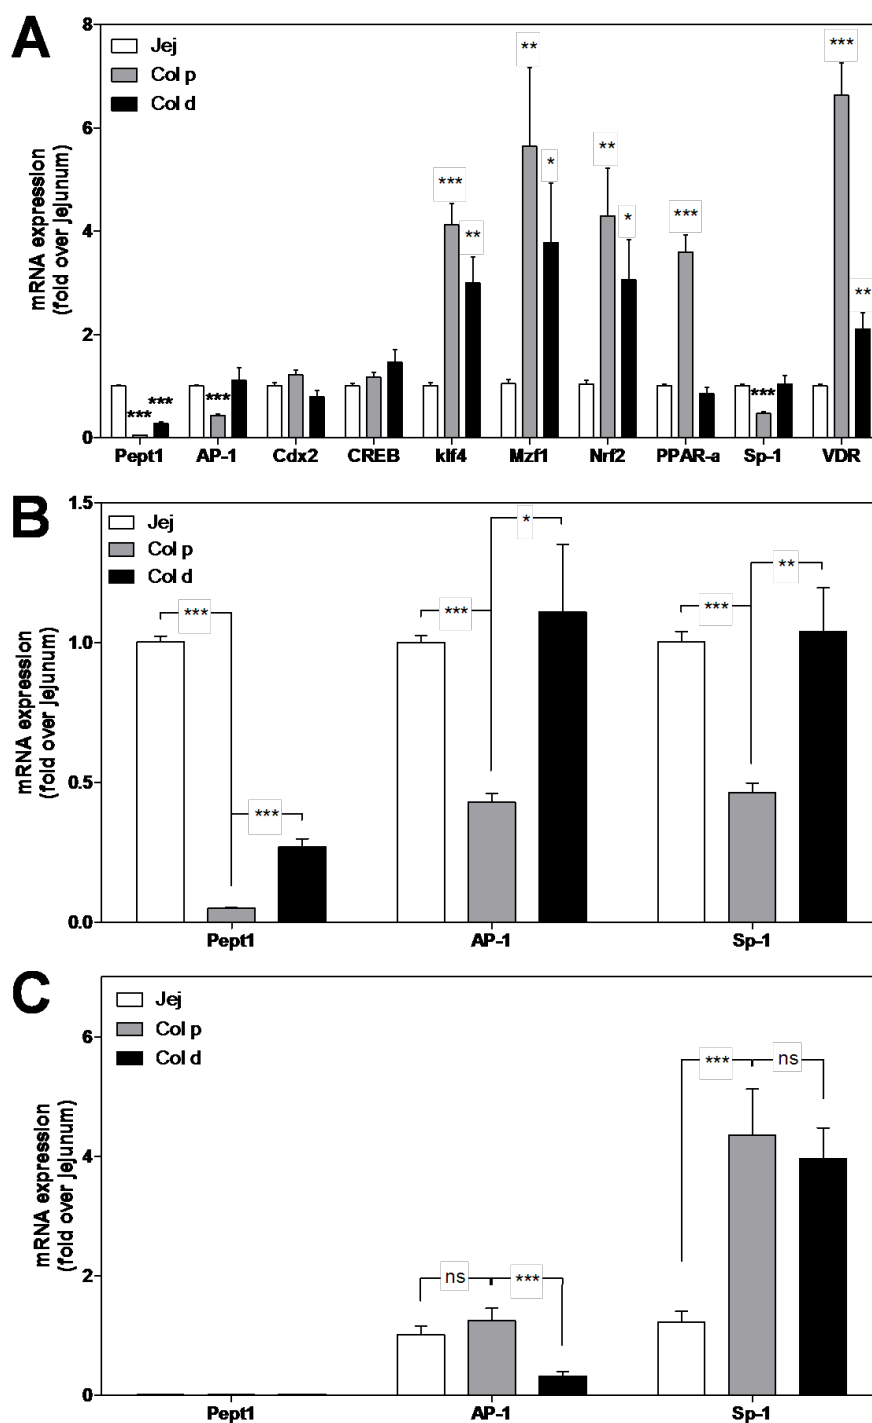 A
mRNA expression
(fold over jejunum)
8
6
4
2
0
Jej
Col p
Col d
***
***
***
***
**
**
*
**
*
***
***
***
**
Pept1 AP-1 Cdx2 CREB klf4 Mzf1 Nrf2 PPAR-a Sp-1 VDR
B
mRNA expression
(fold over jejunum)
1.5
1.0
0.5
0.0
Jej
Col p
Col d
***
***
***
*
***
**
Pept1 AP-1 Sp-1
C
mRNA expression
(fold over jejunum)
6
4
2
0
Jej
Col p
Col d
ns
***
***
ns
Pept1 AP-1 Sp-1